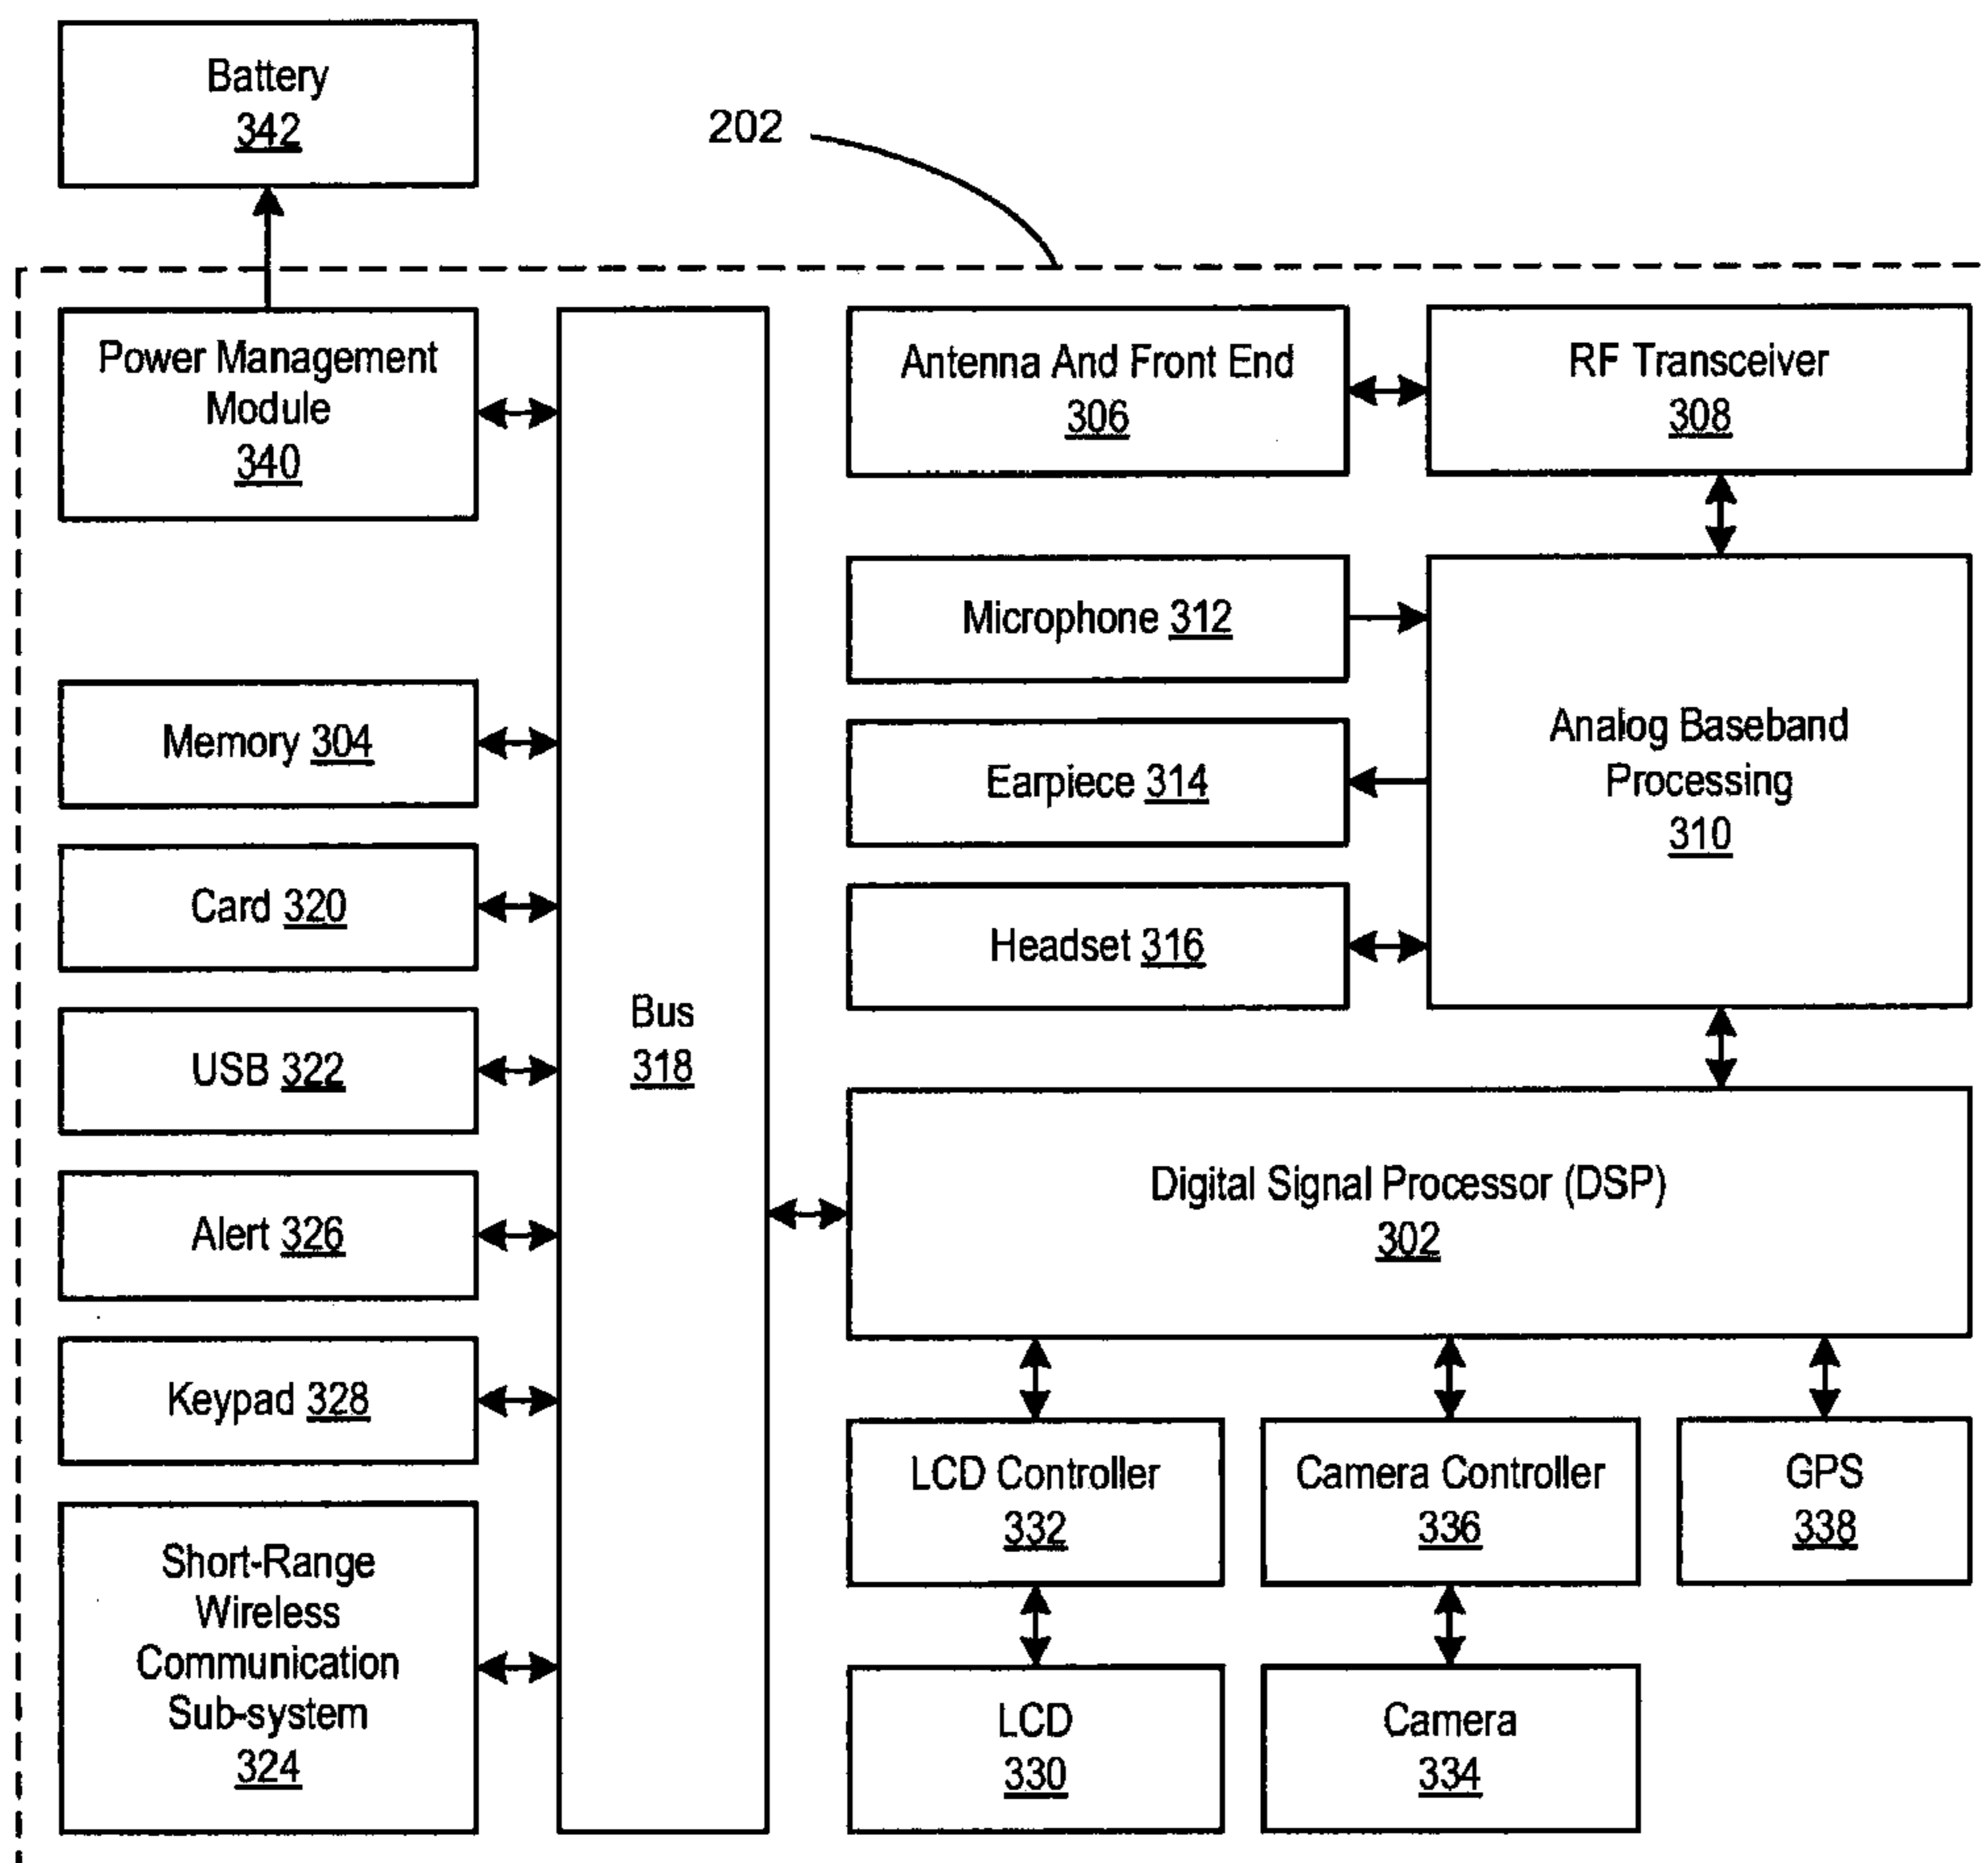 Battery
342
202
Power Management
Module
340
Antenna And Front End
306
RF Transceiver
308
Microphone 312
Memory 304
Earpiece 314
Analog Baseband
Processing
310
Card 320
Headset 316
USB 322
Bus
318
Alert 326
Digital Signal Processor (DSP)
302
Keypad 328
LCD Controller
332
Camera Controller
336
GPS
338
Short-Range
Wireless
Communication
Sub-system
324
LCD
330
Camera
334